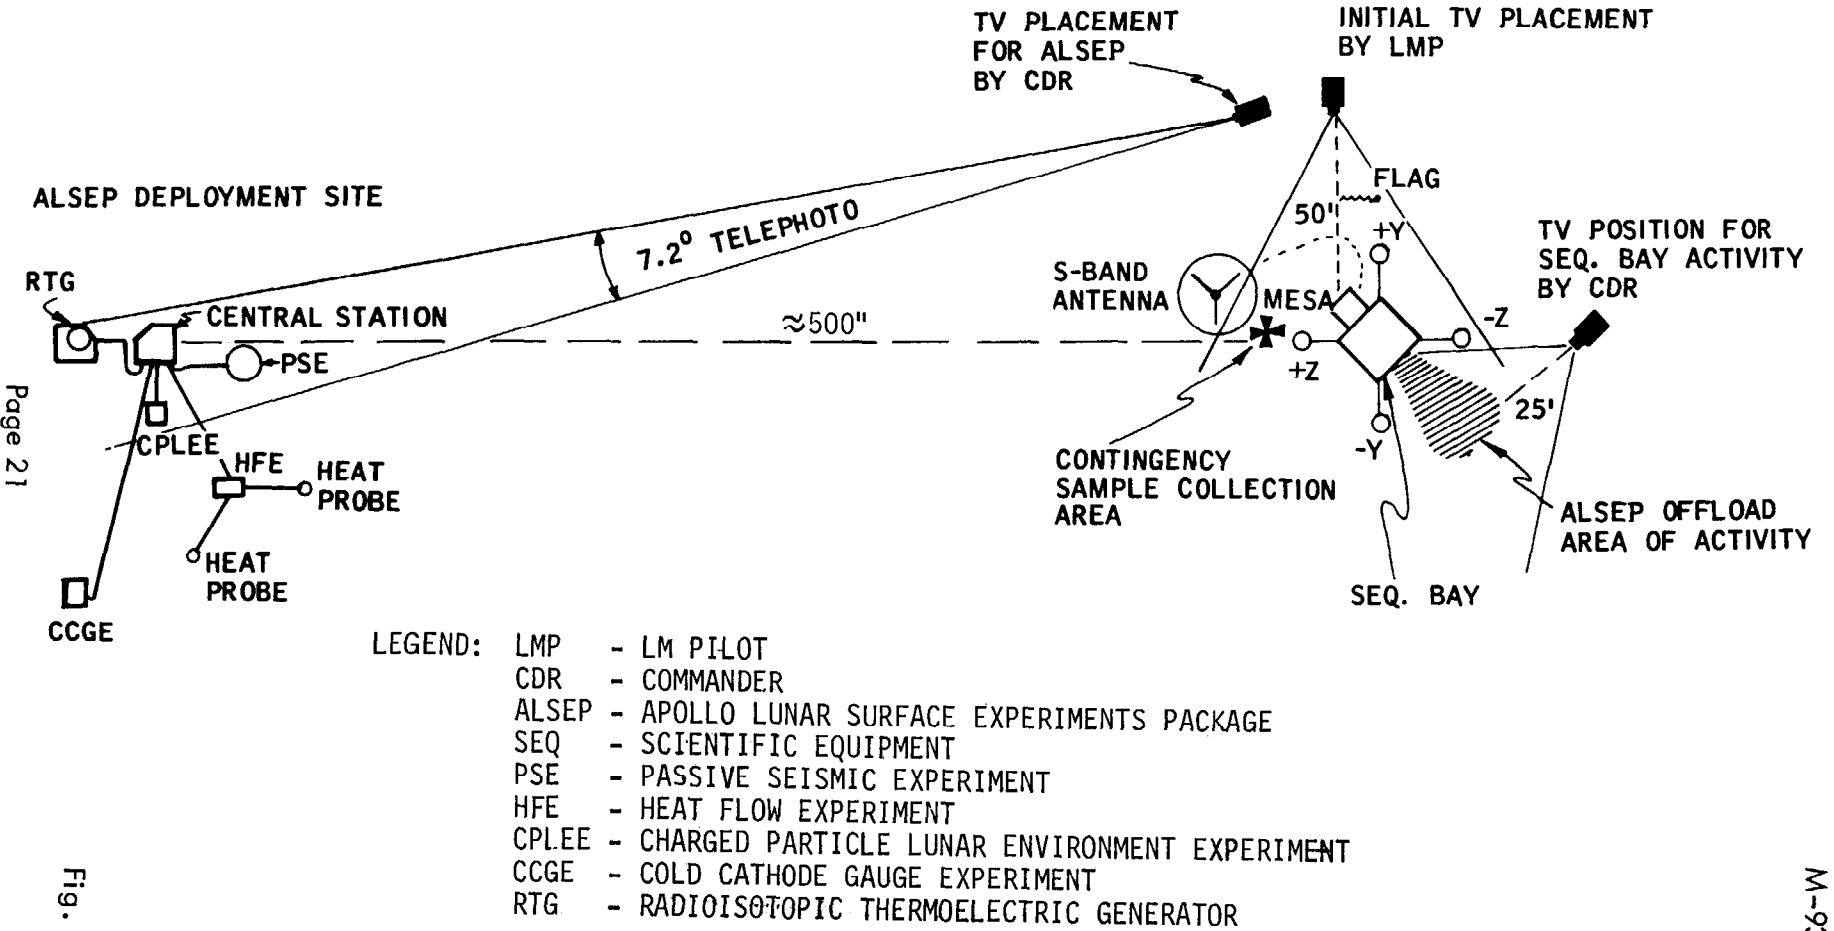 TV PLACEMENT
FOR ALSEP
BY CDR
INITIAL TV PLACEMENT
BY LMP
ALSEP DEPLOYMENT SITE
7.2° TELEPHOTO
FLAG
50'
+Y
TV POSITION FOR
SEQ. BAY ACTIVITY
BY CDR
S-BAND
ANTENNA
MESA
RTG
CENTRAL STATION
≈500"
-Z
+Z
PSE
25'
-Y
CPLEE
HFE
HEAT
PROBE
HEAT
PROBE
CCGE
CONTINGENCY
SAMPLE COLLECTION
AREA
ALSEP OFFLOAD
AREA OF ACTIVITY
SEQ. BAY
LEGEND: LMP - LM PILOT
CDR - COMMANDER
ALSEP - APOLLO LUNAR SURFACE EXPERIMENTS PACKAGE
SEQ - SCIENTIFIC EQUIPMENT
PSE - PASSIVE SEISMIC EXPERIMENT
HFE - HEAT FLOW EXPERIMENT
CPLEE - CHARGED PARTICLE LUNAR ENVIRONMENT EXPERIMENT
CCGE - COLD CATHODE GAUGE EXPERIMENT
RTG - RADIOISOTOPIC THERMOELECTRIC GENERATOR
Page 21
Fig.